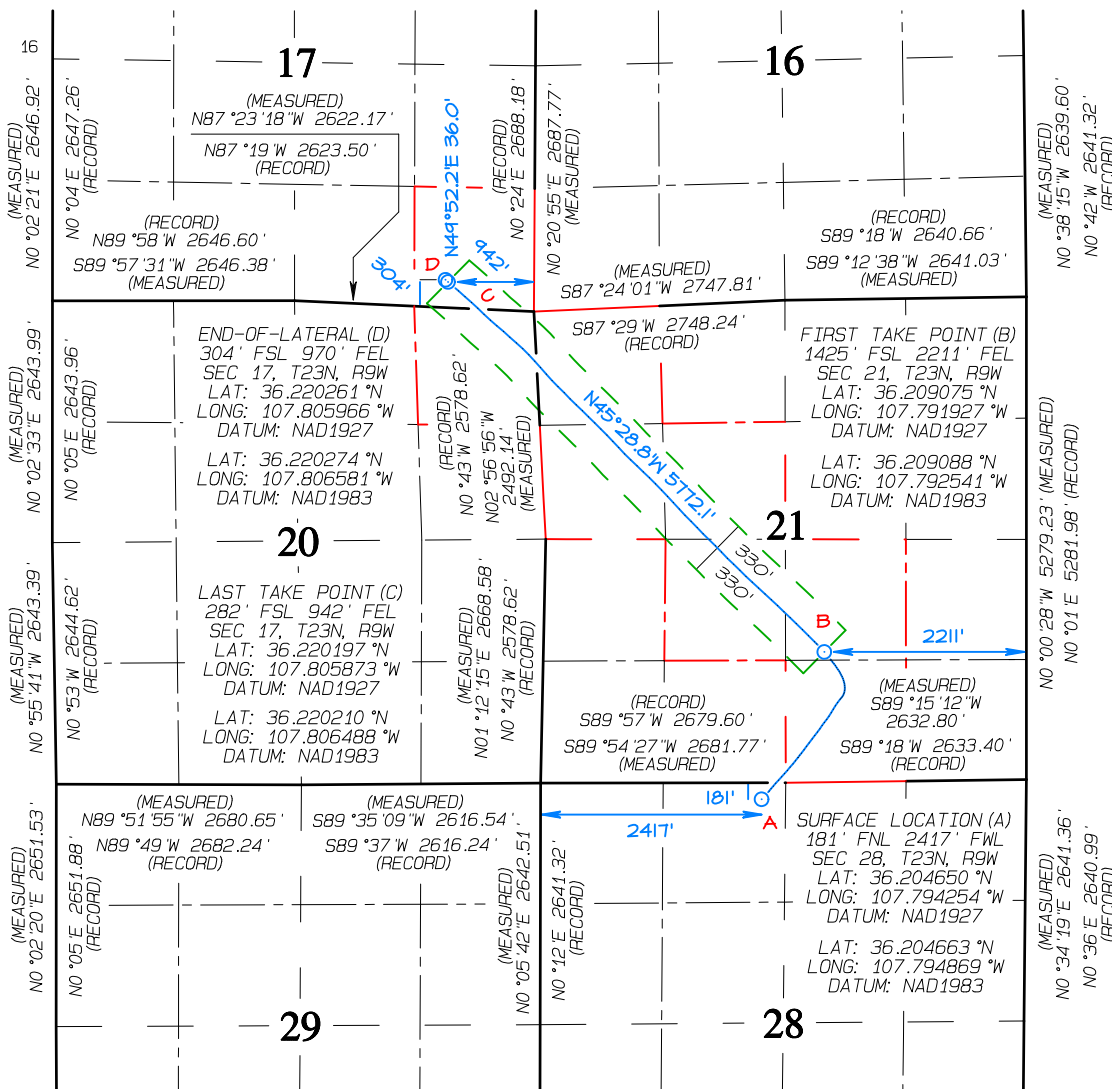 16
17
16
(MEASURED)
N0°02'21"E 2646.92'
N0°04'E 2647.26'
(RECORD)
(MEASURED)
N87°23'18"W 2622.17'
N87°19'W 2623.50'
(RECORD)
N49°52.2'E 36.0'
(RECORD)
N0°24'E 2688.18'
N0°20'55"E 2687.77'
(MEASURED)
(MEASURED)
N0°38'15"W 2639.60'
N0°42'W 2641.32'
(RECORD)
(RECORD)
N89°58'W 2646.60'
S89°57'31"W 2646.38'
(MEASURED)
(RECORD)
S89°18'W 2640.66'
S89°12'38"W 2641.03'
(MEASURED)
304'
D
942'
C
(MEASURED)
S87°24'01"W 2747.81'
S87°29'W 2748.24'
(RECORD)
END-OF-LATERAL (D)
304' FSL 970' FEL
SEC 17, T23N, R9W
LAT: 36.220261°N
LONG: 107.805966°W
DATUM: NAD1927
LAT: 36.220274°N
LONG: 107.806581°W
DATUM: NAD1983
FIRST TAKE POINT (B)
1425' FSL 2211' FEL
SEC 21, T23N, R9W
LAT: 36.209075°N
LONG: 107.791927°W
DATUM: NAD1927
LAT: 36.209088°N
LONG: 107.792541°W
DATUM: NAD1983
(MEASURED)
N0°02'33"E 2643.99'
N0°05'E 2643.96'
(RECORD)
(RECORD)
N0°43'W 2578.62'
N02°56'56"W
2492.14'
(MEASURED)
N45°28.8'W 5772.1'
N0°00'28"W 5279.23' (MEASURED)
N0°01'E 5281.98' (RECORD)
20
21
330'
330'
LAST TAKE POINT (C)
282' FSL 942' FEL
SEC 17, T23N, R9W
LAT: 36.220197°N
LONG: 107.805873°W
DATUM: NAD1927
LAT: 36.220210°N
LONG: 107.806488°W
DATUM: NAD1983
(MEASURED)
N0°55'41"W 2643.39'
N0°53'W 2644.62'
(RECORD)
(MEASURED)
N01°12'15"E 2668.58'
N0°43'W 2578.62'
(RECORD)
B
2211'
(RECORD)
S89°57'W 2679.60'
S89°54'27"W 2681.77'
(MEASURED)
(MEASURED)
S89°15'12"W
2632.80'
S89°18'W 2633.40'
(RECORD)
(MEASURED)
N89°51'55"W 2680.65'
N89°49'W 2682.24'
(RECORD)
(MEASURED)
S89°35'09"W 2616.54'
S89°37'W 2616.24'
(RECORD)
181'
2417'
A
SURFACE LOCATION (A)
181' FNL 2417' FWL
SEC 28, T23N, R9W
LAT: 36.204650°N
LONG: 107.794254°W
DATUM: NAD1927
LAT: 36.204663°N
LONG: 107.794869°W
DATUM: NAD1983
(MEASURED)
N0°02'20"E 2651.53'
N0°05'E 2651.88'
(RECORD)
(MEASURED)
N0°05'42"E 2642.51'
N0°12'E 2641.32'
(RECORD)
(MEASURED)
N0°34'19"E 2641.36'
N0°36'E 2640.99'
(RECORD)
29
28